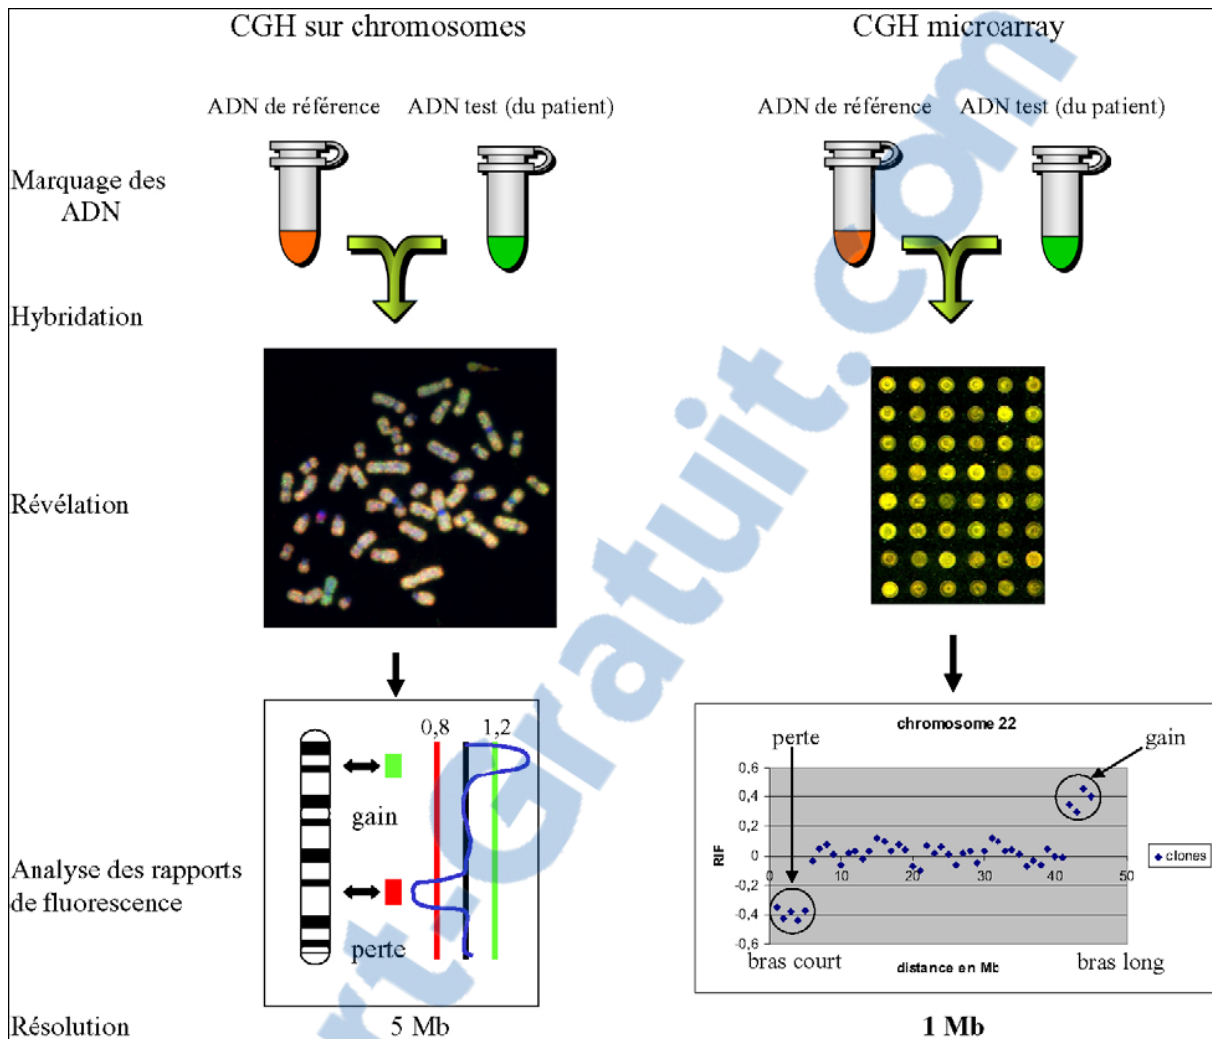 CGH sur chromosomes
CGH microarray
ADN de référence
ADN test (du patient)
ADN de référence
ADN test (du patient)
Marquage des
ADN
Hybridation
Révélation
Analyse des rapports
de fluorescence
0,8
1,2
gain
perte
chromosome 22
perte
gain
0,6
0,4
0,2
0
-0,2
-0,4
-0,6
RIF
0 10 20 30 40 50
clones
bras court
distance en Mb
bras long
Résolution
5 Mb
1 Mb
rt-Gratuit.com